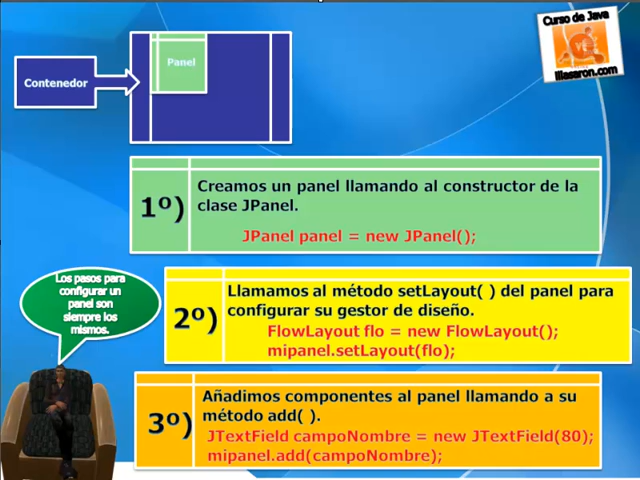 Curso de Java
illasaron.com
Panel
Contenedor
1º)
Creamos un panel llamando al constructor de la
clase JPanel.
JPanel panel = new JPanel();
Los pasos para
configurar un
panel son
siempre los
mismos.
2º)
Llamamos al método setLayout( ) del panel para
configurar su gestor de diseño.
FlowLayout flo = new FlowLayout();
mipanel.setLayout(flo);
3º)
Añadimos componentes al panel llamando a su
método add( ).
JTextField campoNombre = new JTextField(80);
mipanel.add(campoNombre);